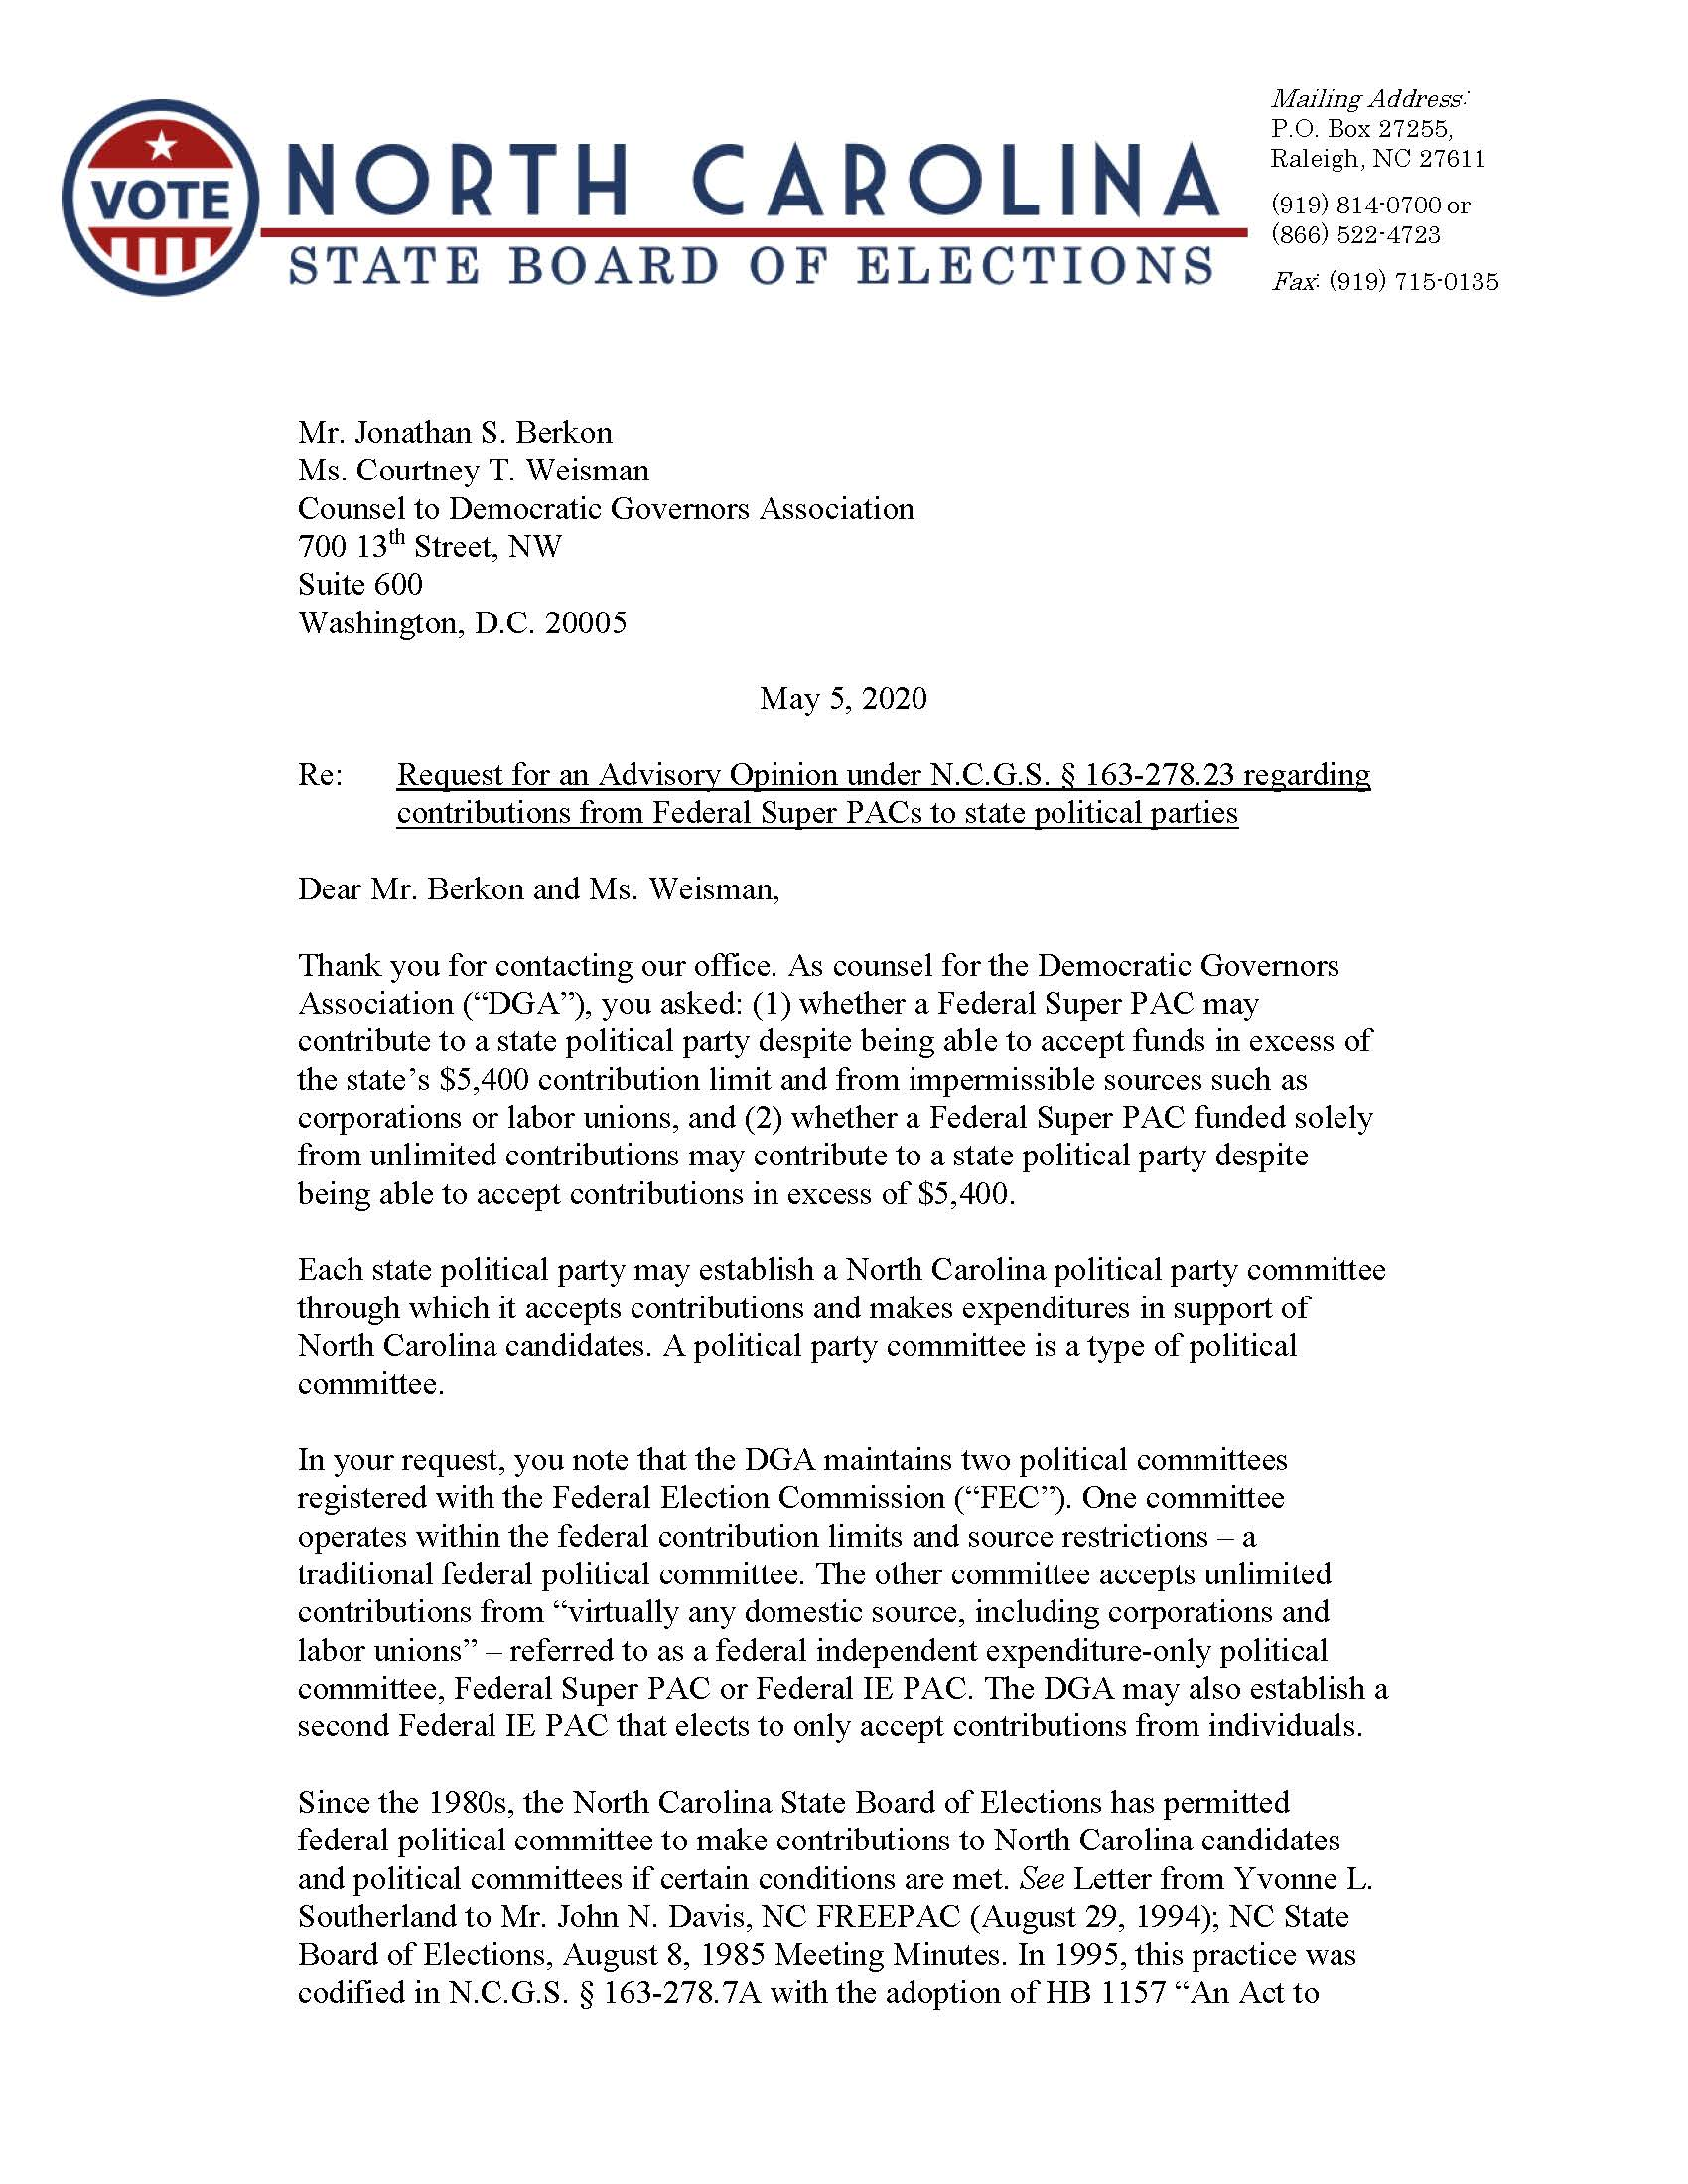 Mailing Address:
P.O. Box 27255,
Raleigh, NC 27611
(919) 814-0700 or
(866) 522-4723
Fax: (919) 715-0135
VOTE
NORTH CAROLINA
STATE BOARD OF ELECTIONS
Mr. Jonathan S. Berkon
Ms. Courtney T. Weisman
Counsel to Democratic Governors Association
700 13th Street, NW
Suite 600
Washington, D.C. 20005
May 5, 2020
Re: Request for an Advisory Opinion under N.C.G.S. § 163-278.23 regarding
contributions from Federal Super PACs to state political parties
Dear Mr. Berkon and Ms. Weisman,
Thank you for contacting our office. As counsel for the Democratic Governors
Association (“DGA”), you asked: (1) whether a Federal Super PAC may
contribute to a state political party despite being able to accept funds in excess of
the state’s $5,400 contribution limit and from impermissible sources such as
corporations or labor unions, and (2) whether a Federal Super PAC funded solely
from unlimited contributions may contribute to a state political party despite
being able to accept contributions in excess of $5,400.
Each state political party may establish a North Carolina political party committee
through which it accepts contributions and makes expenditures in support of
North Carolina candidates. A political party committee is a type of political
committee.
In your request, you note that the DGA maintains two political committees
registered with the Federal Election Commission (“FEC”). One committee
operates within the federal contribution limits and source restrictions – a
traditional federal political committee. The other committee accepts unlimited
contributions from “virtually any domestic source, including corporations and
labor unions” – referred to as a federal independent expenditure-only political
committee, Federal Super PAC or Federal IE PAC. The DGA may also establish a
second Federal IE PAC that elects to only accept contributions from individuals.
Since the 1980s, the North Carolina State Board of Elections has permitted
federal political committee to make contributions to North Carolina candidates
and political committees if certain conditions are met. See Letter from Yvonne L.
Southerland to Mr. John N. Davis, NC FREEPAC (August 29, 1994); NC State
Board of Elections, August 8, 1985 Meeting Minutes. In 1995, this practice was
codified in N.C.G.S. § 163-278.7A with the adoption of HB 1157 “An Act to